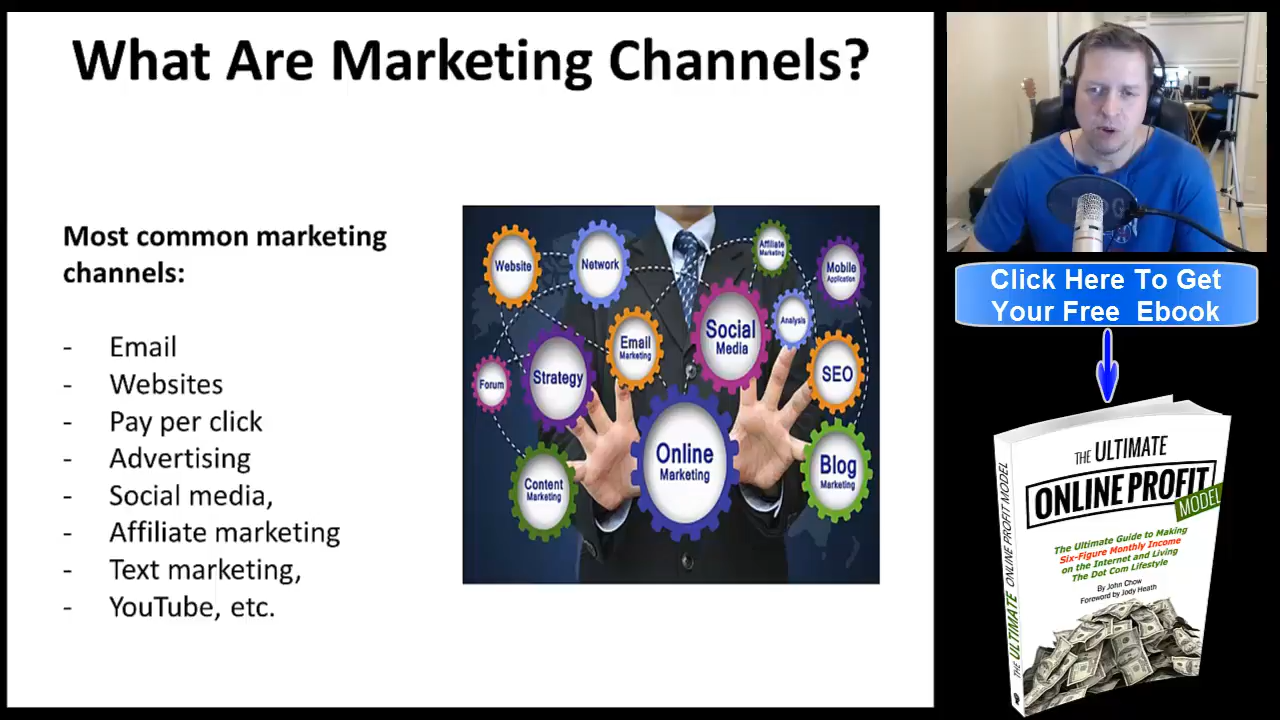 What Are Marketing Channels?
Most common marketing
channels:
- Email
- Websites
- Pay per click
- Advertising
- Social media,
- Affiliate marketing
- Text marketing,
- YouTube, etc.
Website
Network
Affiliate
Marketing
Mobile
Application
Email
Marketing
Social
Media
Analysis
Forum
Strategy
SEO
Content
Marketing
Online
Marketing
Blog
Marketing
Click Here To Get
Your Free Ebook
THE ULTIMATE
ONLINE PROFIT
MODEL
The Ultimate Guide to Making
Six-Figure Monthly Income
on the Internet and Living
The Dot Com Lifestyle
By John Chow
Foreword by Jody Heath
THE ULTIMATE ONLINE PROFIT MODEL